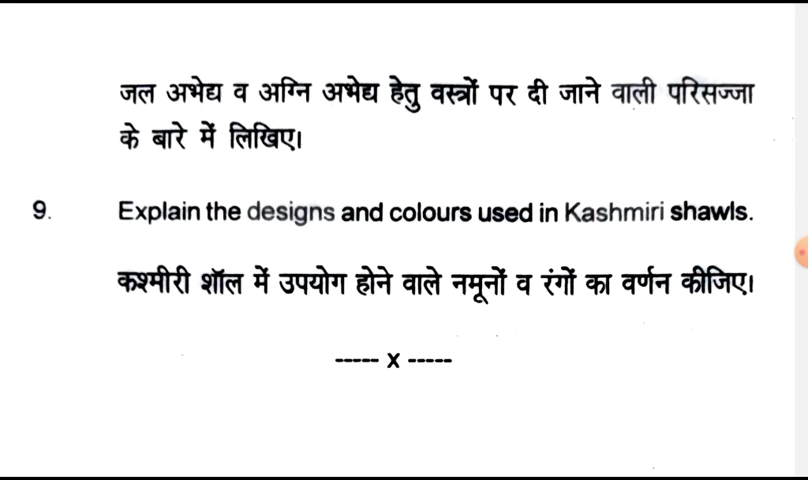 जल अभेद्य व अग्नि अभेद्य हेतु वस्त्रों पर दी जाने वाली परिसज्जा
के बारे में लिखिए।
9. Explain the designs and colours used in Kashmiri shawls.
कश्मीरी शॉल में उपयोग होने वाले नमूनों व रंगों का वर्णन कीजिए।
----- x -----